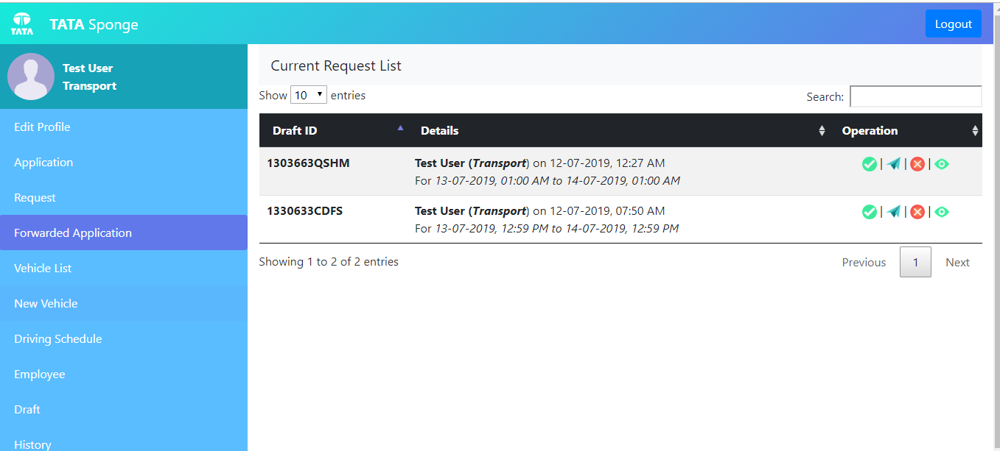 TATA
TATA Sponge
Logout
Test User
Transport
Edit Profile
Application
Request
Forwarded Application
Vehicle List
New Vehicle
Driving Schedule
Employee
Draft
History
Current Request List
Show 10 entries
Search:
Draft ID Details Operation
1303663QSHM Test User (Transport) on 12-07-2019, 12:27 AM | | |
For 13-07-2019, 01:00 AM to 14-07-2019, 01:00 AM
1330633CDFS Test User (Transport) on 12-07-2019, 07:50 AM | | |
For 13-07-2019, 12:59 PM to 14-07-2019, 12:59 PM
Showing 1 to 2 of 2 entries
Previous 1 Next